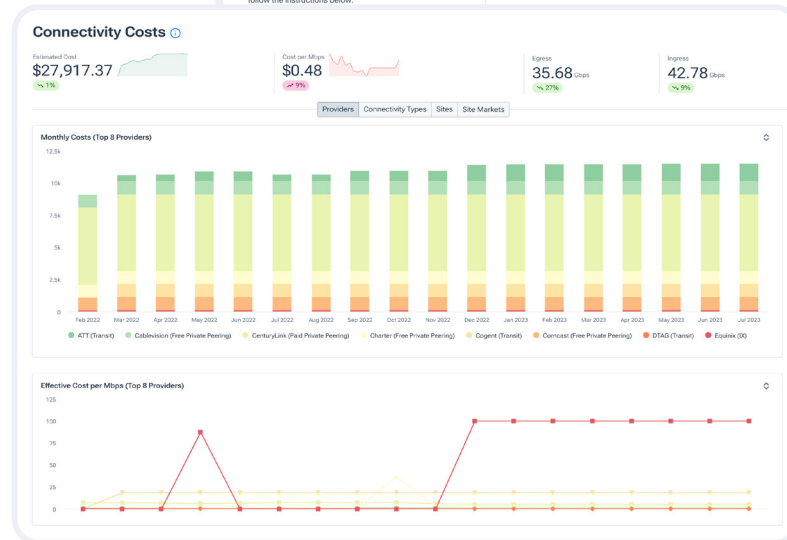 follow the instructions below.
Connectivity Costs
Estimated Cost
$27,917.37
1%
Cost per Mbps
$0.48
9%
Egress
35.68 Gbps
27%
Ingress
42.78 Gbps
9%
Providers Connectivity Types Sites Site Markets
Monthly Costs (Top 8 Providers)
12.5k
10k
7.5k
5k
2.5k
0
Feb 2022 Mar 2022 Apr 2022 May 2022 Jun 2022 Jul 2022 Aug 2022 Sep 2022 Oct 2022 Nov 2022 Dec 2022 Jan 2023 Feb 2023 Mar 2023 Apr 2023 May 2023 Jun 2023 Jul 2023
ATT (Transit) Cablevision (Free Private Peering) CenturyLink (Paid Private Peering) Charter (Free Private Peering) Cogent (Transit) Comcast (Free Private Peering) DTAG (Transit) Equinix (IX)
Effective Cost per Mbps (Top 8 Providers)
125
100
75
50
25
0